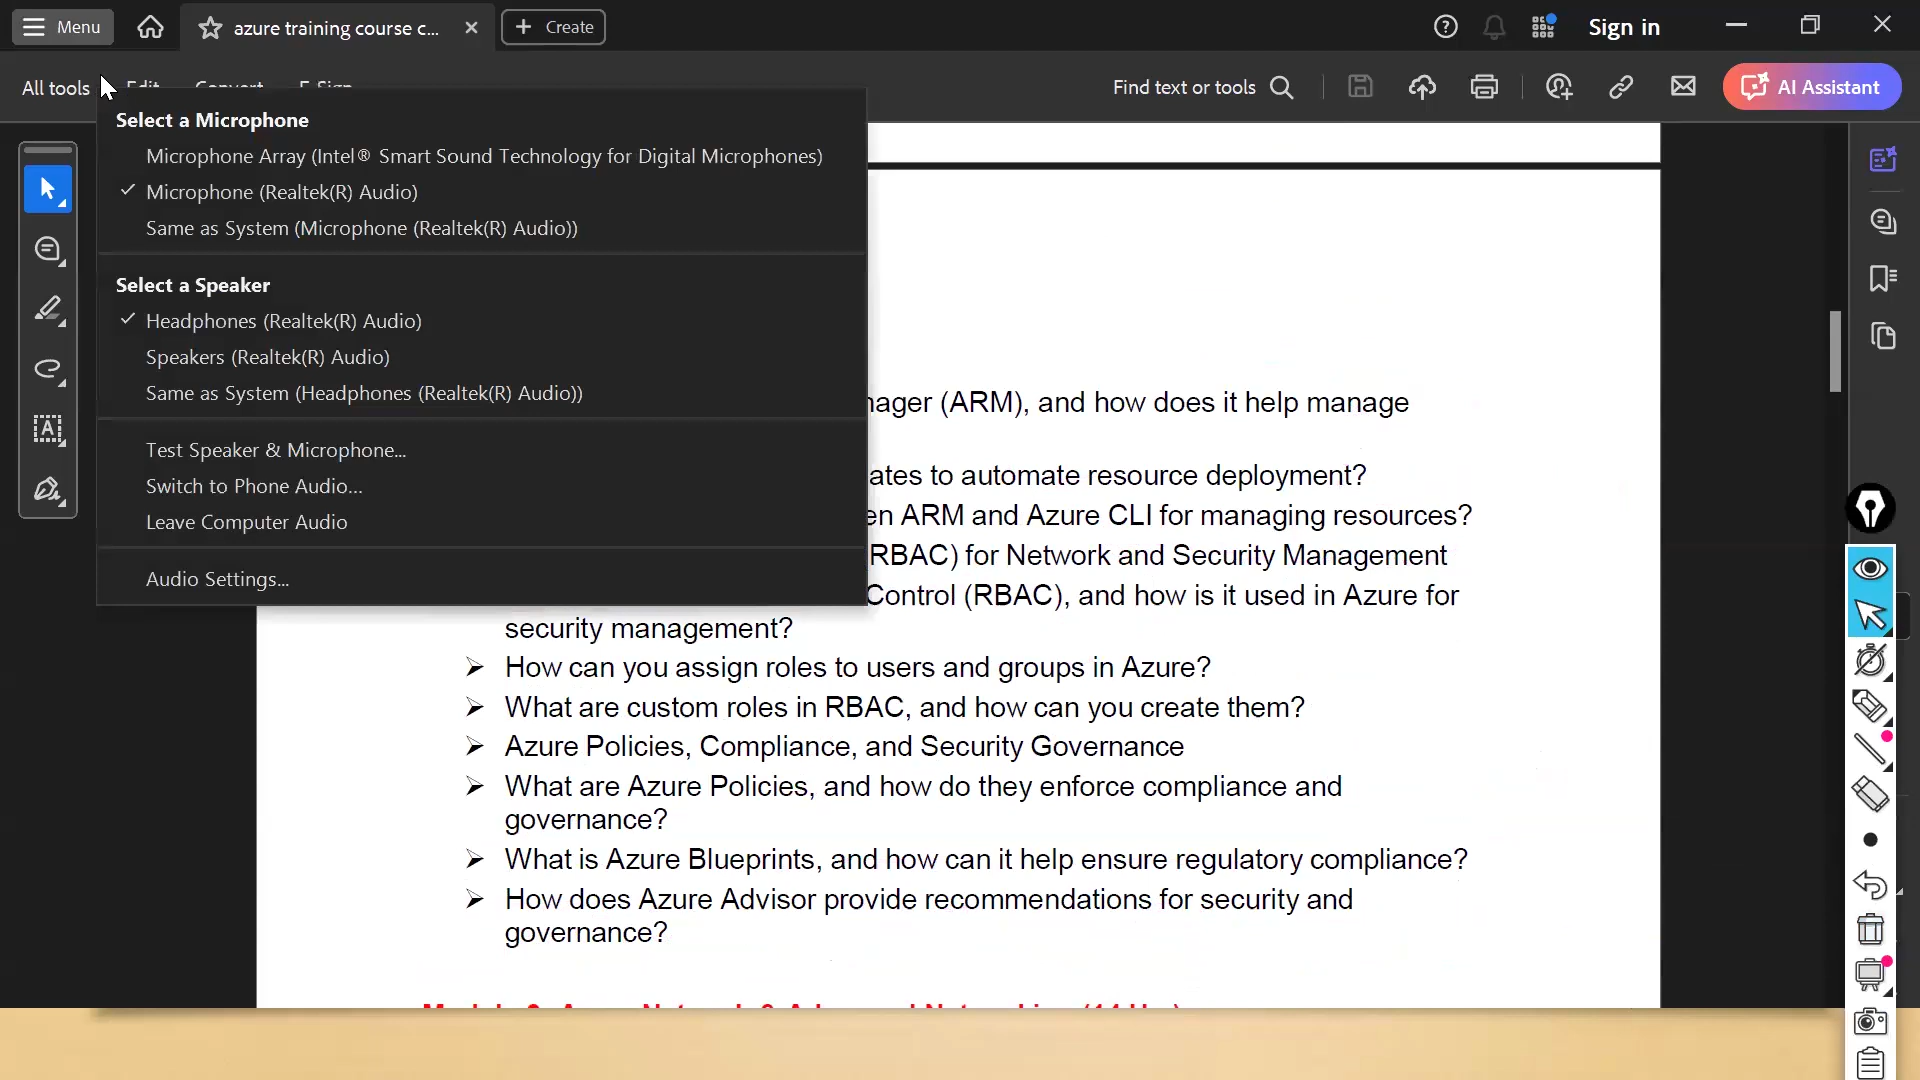 Menu
azure training course c...
Create
Sign in
All tools
Edit
Convert
E-Sign
Find text or tools
AI Assistant
Select a Microphone
Microphone Array (Intel® Smart Sound Technology for Digital Microphones)
Microphone (Realtek(R) Audio)
Same as System (Microphone (Realtek(R) Audio))
Select a Speaker
Headphones (Realtek(R) Audio)
Speakers (Realtek(R) Audio)
Same as System (Headphones (Realtek(R) Audio))
Test Speaker & Microphone...
Switch to Phone Audio...
Leave Computer Audio
Audio Settings...
ager (ARM), and how does it help manage
ates to automate resource deployment?
en ARM and Azure CLI for managing resources?
RBAC) for Network and Security Management
Control (RBAC), and how is it used in Azure for
security management?
➢ How can you assign roles to users and groups in Azure?
➢ What are custom roles in RBAC, and how can you create them?
➢ Azure Policies, Compliance, and Security Governance
➢ What are Azure Policies, and how do they enforce compliance and
governance?
➢ What is Azure Blueprints, and how can it help ensure regulatory compliance?
➢ How does Azure Advisor provide recommendations for security and
governance?